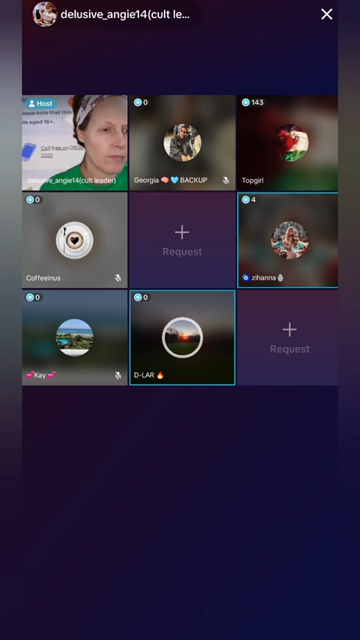 delusive_angie14(cult le...
Host
ease note that this
aged 16+.
Call free on
delusive_angie14(cult leader)
0
Georgia 🧠 🩵 BACKUP
143
Topgirl
0
Coffeeinus
+
Request
4
zihanna
0
💕Kay 💕
0
D-LAR 🔥
+
Request